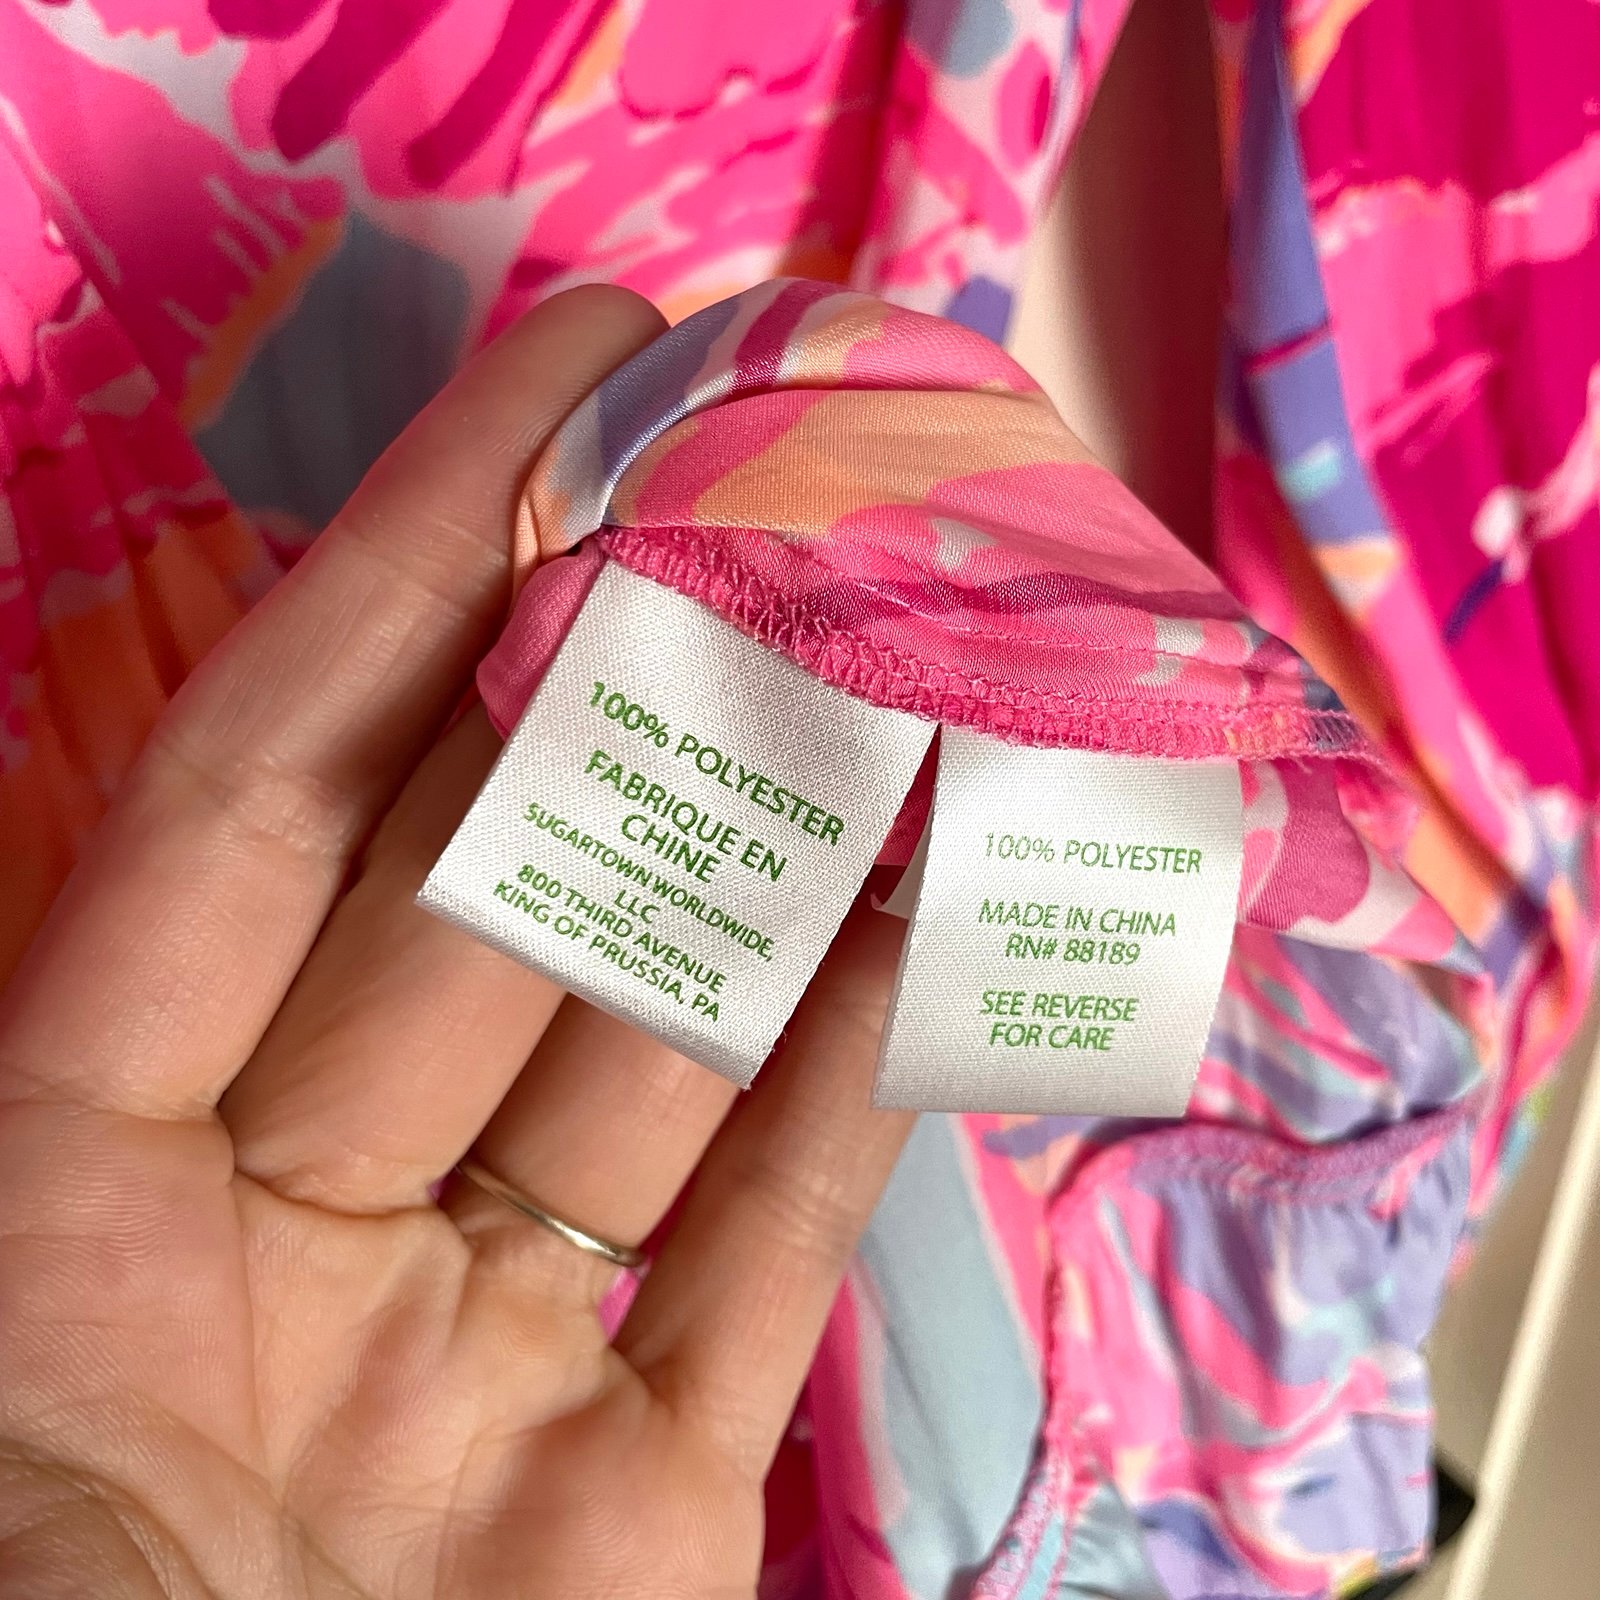 100% POLYESTER
FABRIQUE EN
CHINE
SUGARTOWN WORLDWIDE,
LLC
800 THIRD AVENUE
KING OF PRUSSIA, PA
100% POLYESTER
MADE IN CHINA
RN# 88189
SEE REVERSE
FOR CARE